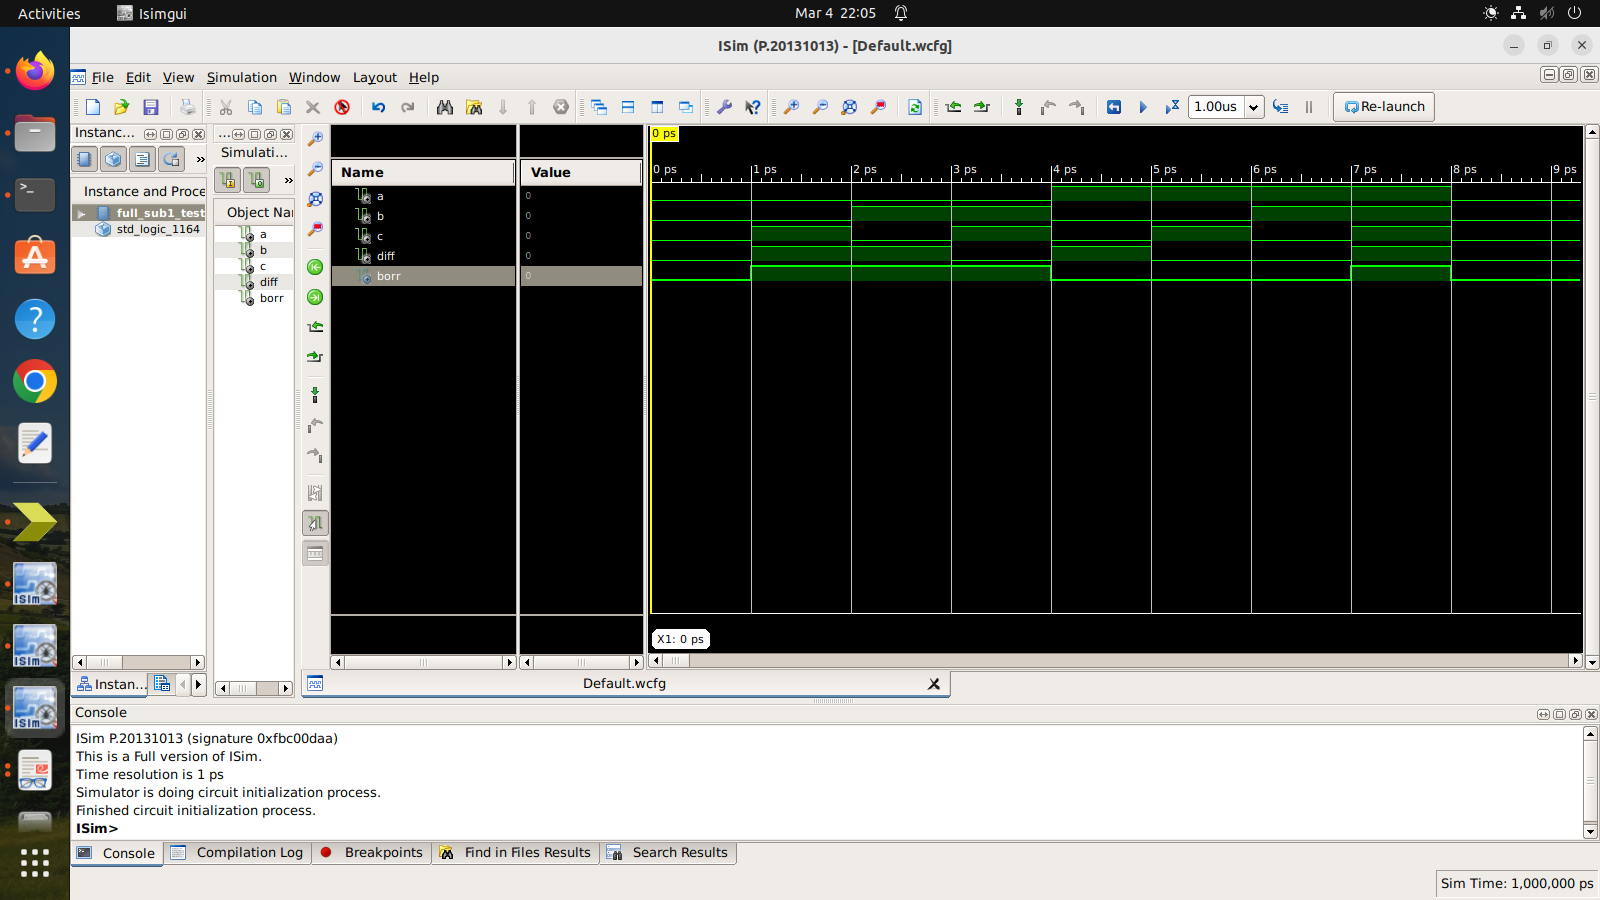 Activities
Isimgui
Mar 4 22:05
ISim (P.20131013) - [Default.wcfg]
File Edit View Simulation Window Layout Help
1.00us
Re-launch
Instanc...
...
Simulati...
»
»
Instance and Proce
full_sub1_test
std_logic_1164
Object Nar
a
b
c
diff
borr
Name
Value
a 0
b 0
c 0
diff 0
borr 0
0 ps
0 ps 1 ps 2 ps 3 ps 4 ps 5 ps 6 ps 7 ps 8 ps 9 ps
X1: 0 ps
Instan...
Default.wcfg
Console
ISim P.20131013 (signature 0xfbc00daa)
This is a Full version of ISim.
Time resolution is 1 ps
Simulator is doing circuit initialization process.
Finished circuit initialization process.
ISim>
Console Compilation Log Breakpoints Find in Files Results Search Results
Sim Time: 1,000,000 ps
ISim
ISim
ISim